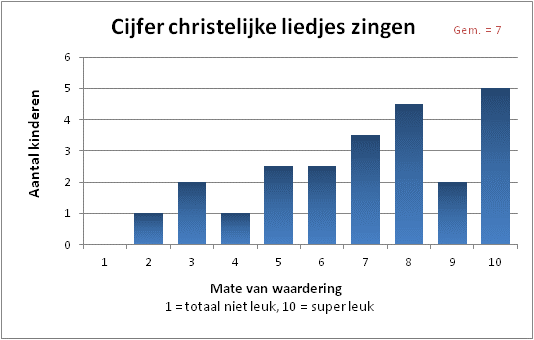 Cijfer christelijke liedjes zingen
Gem. = 7
Aantal kinderen
6
5
4
3
2
1
0
1 2 3 4 5 6 7 8 9 10
Mate van waardering
1 = totaal niet leuk, 10 = super leuk